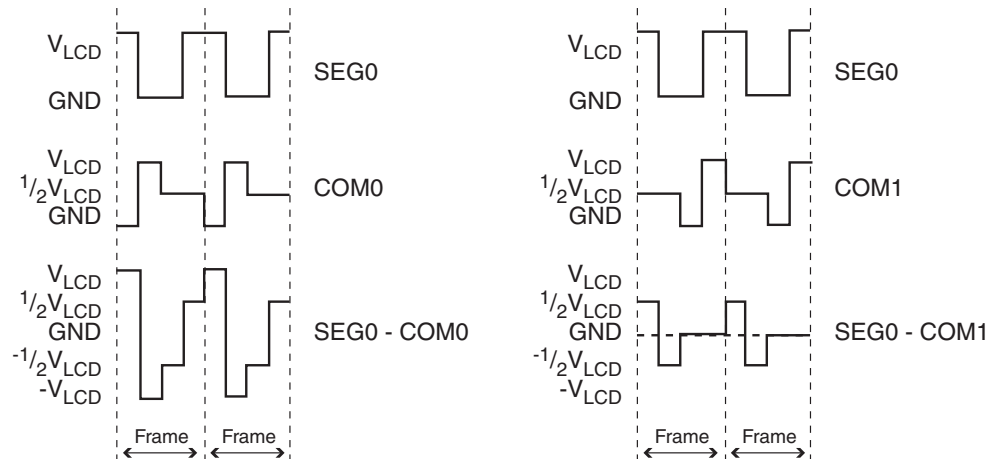 V_LCD
GND
SEG0
V_LCD
1/2V_LCD
GND
COM0
V_LCD
1/2V_LCD
GND
-1/2V_LCD
-V_LCD
SEG0 - COM0
Frame
Frame
V_LCD
GND
SEG0
V_LCD
1/2V_LCD
GND
COM1
V_LCD
1/2V_LCD
GND
-1/2V_LCD
-V_LCD
SEG0 - COM1
Frame
Frame